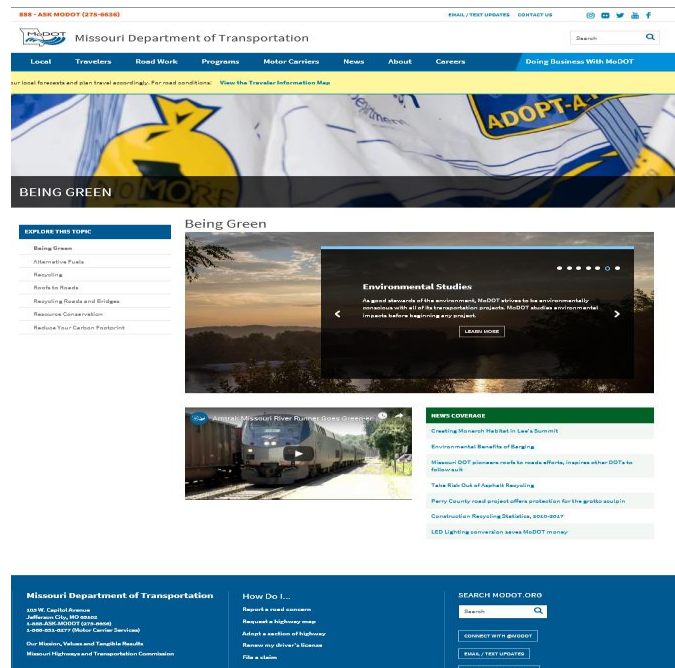 888 - ASK MODOT (275-6636)
EMAIL / TEXT UPDATES
CONTACT US
MODOT
Missouri Department of Transportation
Search
Local Travelers Road Work Programs Motor Carriers News About Careers Doing Business With MoDOT
ur local forecasts and plan travel accordingly. For road conditions: View the Traveler Information Map
ADOPT-A-
NO MORE
BEING GREEN
EXPLORE THIS TOPIC
Being Green
Alternative Fuels
Recycling
Roofs to Roads
Recycling Roads and Bridges
Resource Conservation
Reduce Your Carbon Footprint
Being Green
Environmental Studies
As good stewards of the environment, MoDOT strives to be environmentally
conscious with all of its transportation projects. MoDOT studies environmental
impacts before beginning any project.
LEARN MORE
Amtrak Missouri River Runner Goes Green-er
NEWS COVERAGE
Creating Monarch Habitat in Lee's Summit
Environmental Benefits of Barging
Missouri DOT pioneers roofs to roads efforts, inspires other DOTs to
follow suit
Take Risk Out of Asphalt Recycling
Perry County road project offers protection for the grotto sculpin
Construction Recycling Statistics, 2010-2017
LED Lighting conversion saves MoDOT money
Missouri Department of Transportation
105 W. Capitol Avenue
Jefferson City, MO 65102
1-888-ASK-MODOT (275-6636)
1-866-831-6277 (Motor Carrier Services)
Our Mission, Values and Tangible Results
Missouri Highways and Transportation Commission
How Do I...
Report a road concern
Request a highway map
Adopt a section of highway
Renew my driver's license
File a claim
SEARCH MODOT.ORG
Search
CONNECT WITH @MODOT
EMAIL / TEXT UPDATES